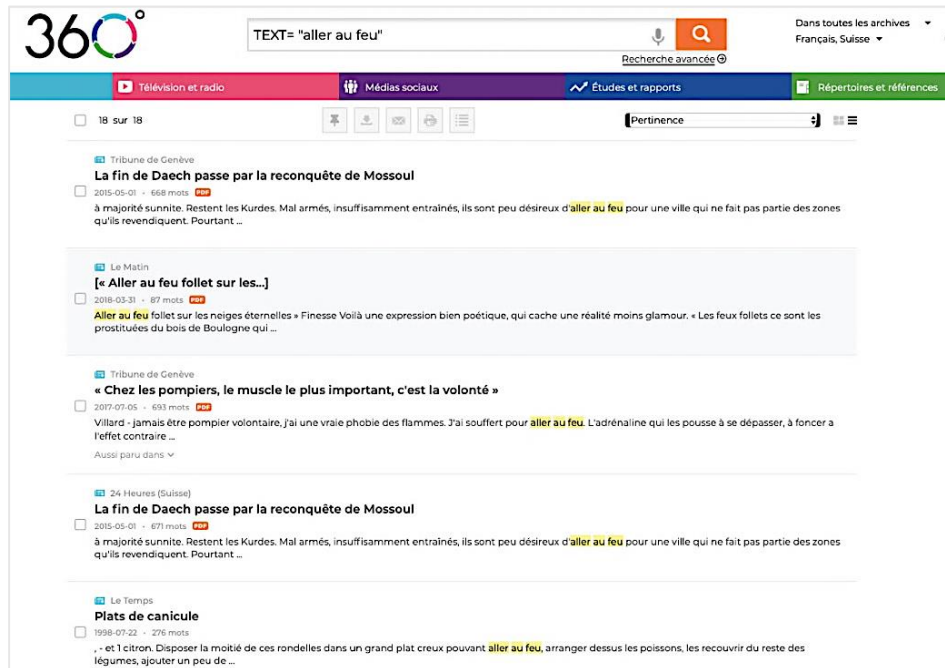 360°
TEXT= "aller au feu"
Recherche avancée
Dans toutes les archives
Français, Suisse
Télévision et radio
Médias sociaux
Études et rapports
Répertoires et références
18 sur 18
Pertinence
Tribune de Genève
La fin de Daech passe par la reconquête de Mossoul
2015-05-01 • 668 mots PDF
à majorité sunnite. Restent les Kurdes. Mal armés, insuffisamment entraînés, ils sont peu désireux d'aller au feu pour une ville qui ne fait pas partie des zones
qu'ils revendiquent. Pourtant ...
Le Matin
[« Aller au feu follet sur les...]
2018-03-31 • 87 mots PDF
Aller au feu follet sur les neiges éternelles » Finesse Voilà une expression bien poétique, qui cache une réalité moins glamour. « Les feux follets ce sont les
prostituées du bois de Boulogne qui ...
Tribune de Genève
« Chez les pompiers, le muscle le plus important, c'est la volonté »
2017-07-05 • 693 mots PDF
Villard - jamais être pompier volontaire, j'ai une vraie phobie des flammes. J'ai souffert pour aller au feu. L'adrénaline qui les pousse à se dépasser, à foncer a
l'effet contraire ...
Aussi paru dans
24 Heures (Suisse)
La fin de Daech passe par la reconquête de Mossoul
2015-05-01 • 671 mots PDF
à majorité sunnite. Restent les Kurdes. Mal armés, insuffisamment entraînés, ils sont peu désireux d'aller au feu pour une ville qui ne fait pas partie des zones
qu'ils revendiquent. Pourtant ...
Le Temps
Plats de canicule
1998-07-22 • 276 mots
, - et 1 citron. Disposer la moitié de ces rondelles dans un grand plat creux pouvant aller au feu, arranger dessus les poissons, les recouvrir du reste des
légumes, ajouter un peu de ...